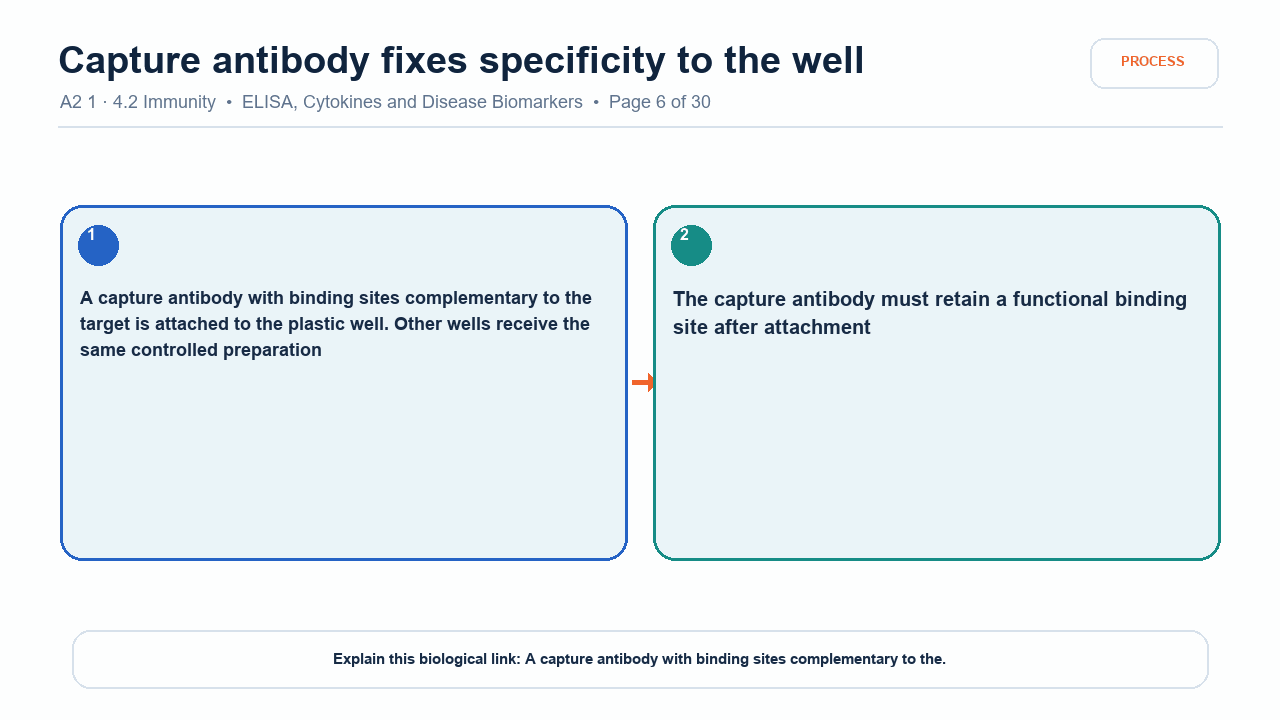 Capture antibody fixes specificity to the well
PROCESS
A2 1 · 4.2 Immunity • ELISA, Cytokines and Disease Biomarkers • Page 6 of 30
1
A capture antibody with binding sites complementary to the
target is attached to the plastic well. Other wells receive the
same controlled preparation
2
The capture antibody must retain a functional binding
site after attachment
Explain this biological link: A capture antibody with binding sites complementary to the.